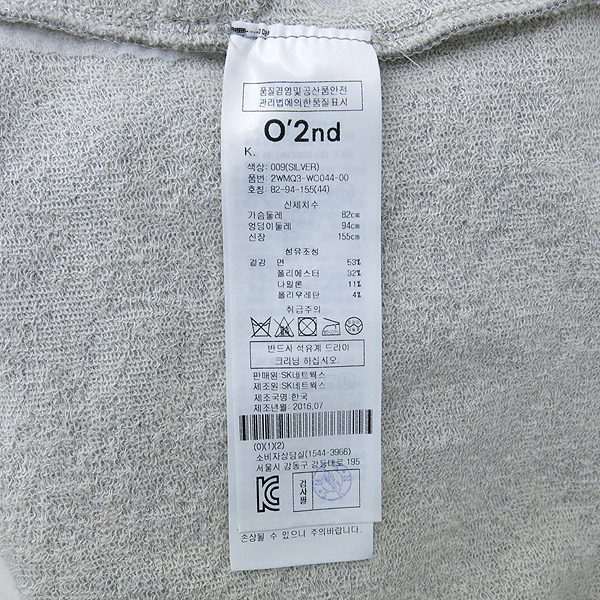 품질경영및공산품안전
관리법에의한품질표시
O'2nd
K.
색상: 009(SILVER)
품번: 2WMQ3-WC044-00
호칭: 82-94-155(44)
신체치수
가슴둘레 82cm
엉덩이둘레 94cm
신장 155cm
섬유조성
겉감 면 53%
폴리에스터 32%
나일론 11%
폴리우레탄 4%
취급주의
반드시 석유계 드라이
크리닝 하십시오.
판매원:SK네트웍스
제조원:SK네트웍스
제조국명:한국
제조년월: 2016.07
(0)(1)(2)
소비자상담실(1544-3966)
서울시 강동구 강동대로 195
검사필
손상될 수 있으니 주의바랍니다.